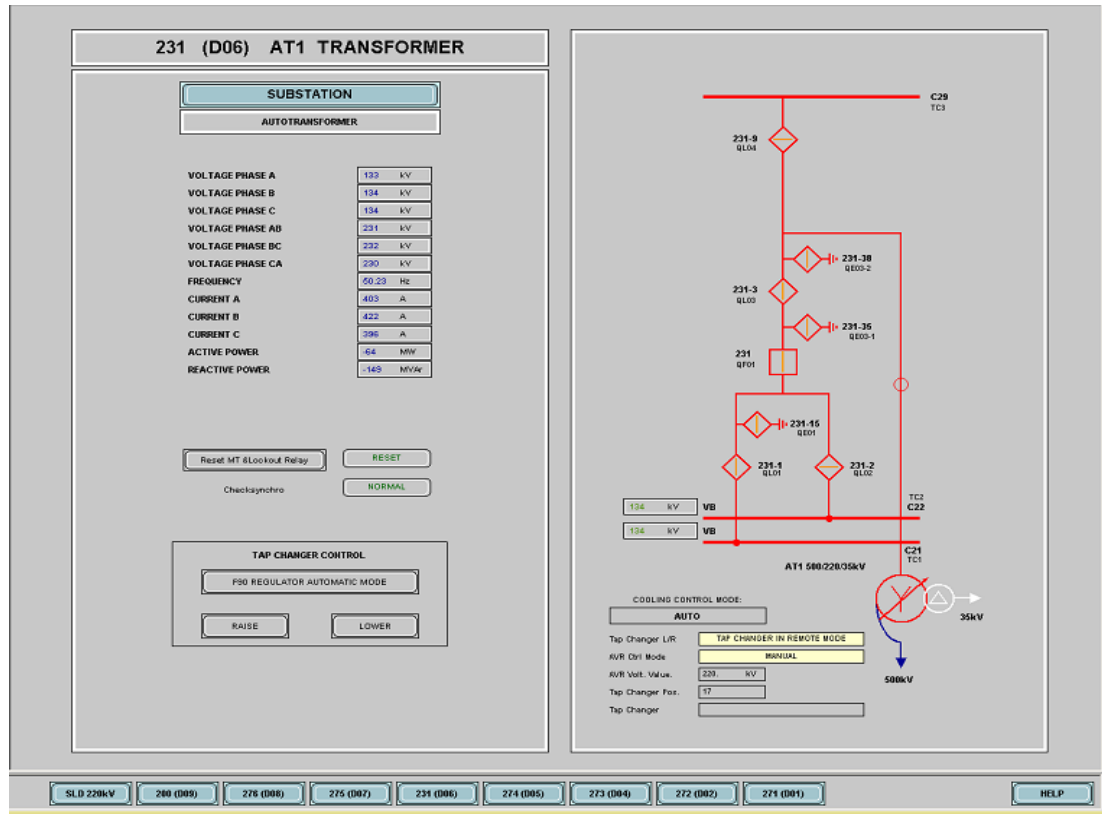 231 (D06) AT1 TRANSFORMER
SUBSTATION
AUTOTRANSFORMER
VOLTAGE PHASE A 133 kV
VOLTAGE PHASE B 134 kV
VOLTAGE PHASE C 134 kV
VOLTAGE PHASE AB 231 kV
VOLTAGE PHASE BC 232 kV
VOLTAGE PHASE CA 230 kV
FREQUENCY 50.23 Hz
CURRENT A 403 A
CURRENT B 422 A
CURRENT C 396 A
ACTIVE POWER -64 MW
REACTIVE POWER -149 MVAr
Reset MT &Lookout Relay RESET
Checksynchro NORMAL
TAP CHANGER CONTROL
F90 REGULATOR AUTOMATIC MODE
RAISE LOWER
C29
TC3
231-9
QL04
231-38
QE03-2
231-3
QL03
231-35
QE03-1
231
QF01
231-15
QE01
231-1
QL01
231-2
QL02
134 kV VB
TC2
C22
134 kV VB
C21
TC1
AT1 500/220/35kV
35kV
500kV
COOLING CONTROL MODE:
AUTO
Tap Changer L/R TAP CHANGER IN REMOTE MODE
AVR Ctrl Mode MANUAL
AVR Volt. Value. 220. kV
Tap Changer Pos. 17
Tap Changer
SLD 220kV 200 (D09) 276 (D08) 275 (D07) 231 (D06) 274 (D05) 273 (D04) 272 (D02) 271 (D01) HELP